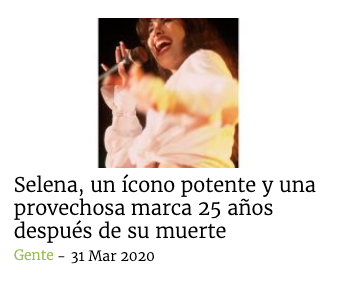 Selena, un ícono potente y una
provechosa marca 25 años
después de su muerte
Gente - 31 Mar 2020